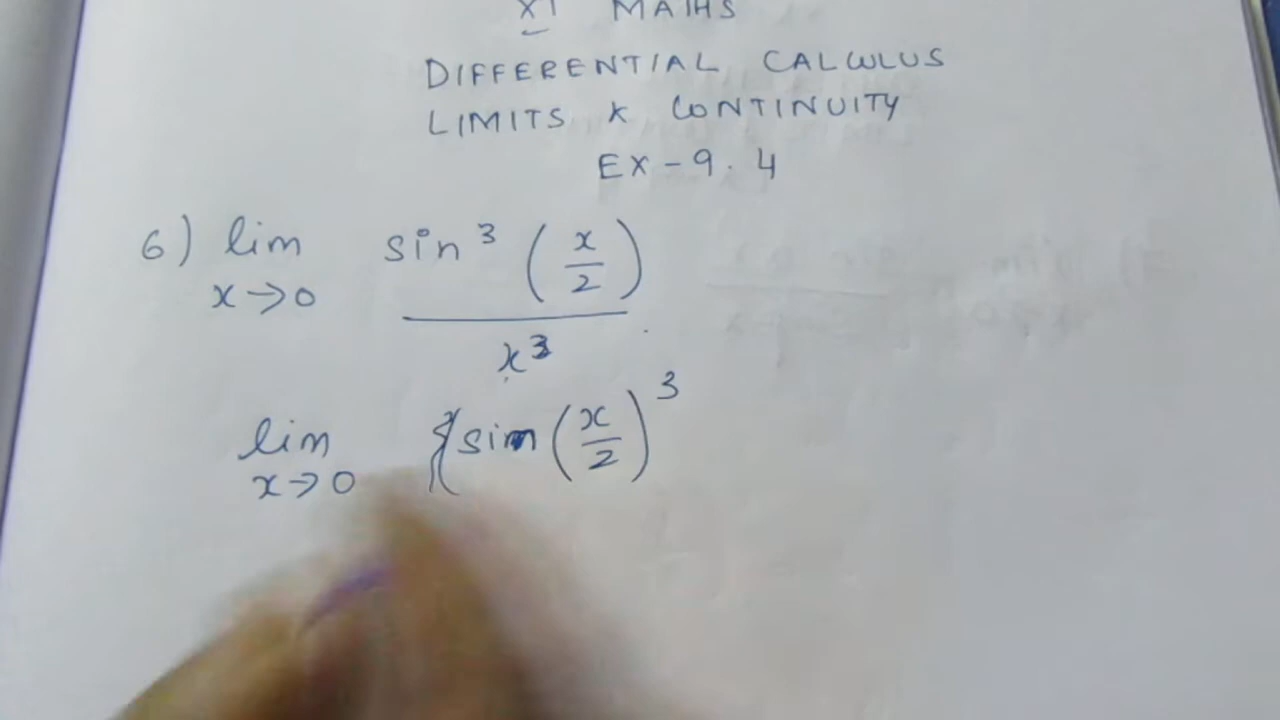 XI MATHS
DIFFERENTIAL CALCULUS
LIMITS & CONTINUITY
EX - 9.4
6) lim x→0 sin³ (x/2) / x³
lim x→0 {sin (x/2)³